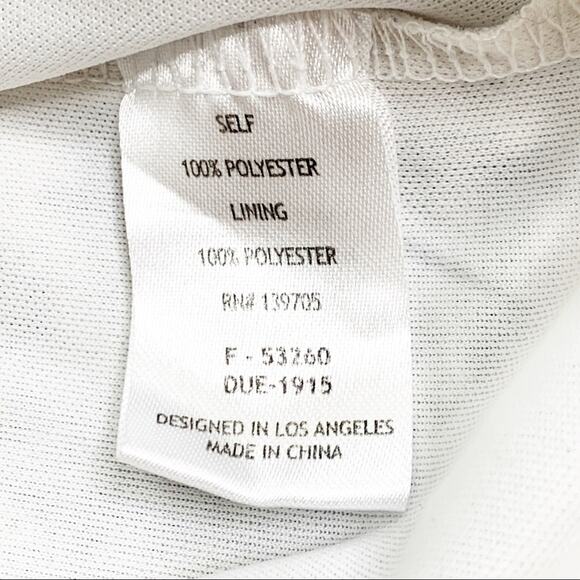 SELF
100% POLYESTER
LINING
100% POLYESTER
RN# 139705
F - 53260
DUE-1915
DESIGNED IN LOS ANGELES
MADE IN CHINA